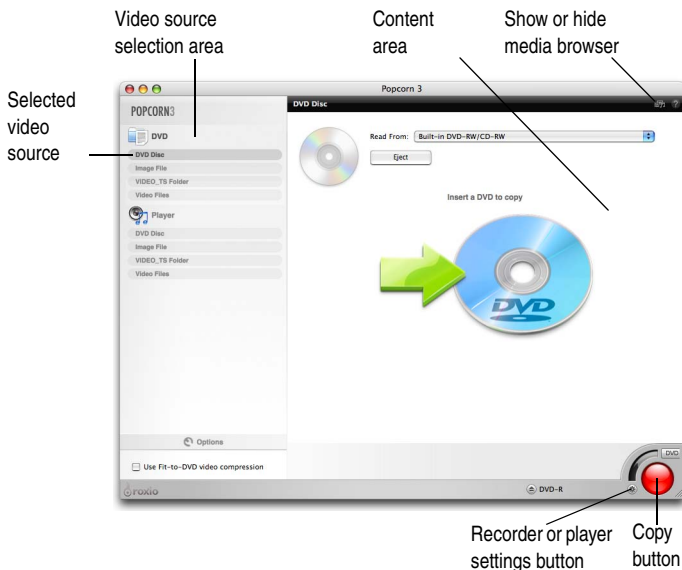 Video source
selection area
Content
area
Show or hide
media browser
Selected
video
source
Popcorn 3
POPCORN3
DVD Disc
?
DVD
DVD Disc
Image File
VIDEO_TS Folder
Video Files
Player
DVD Disc
Image File
VIDEO_TS Folder
Video Files
Read From: Built-in DVD-RW/CD-RW
Eject
Insert a DVD to copy
DVD
Options
Use Fit-to-DVD video compression
roxio
DVD-R
DVD
Recorder or player
settings button
Copy
button